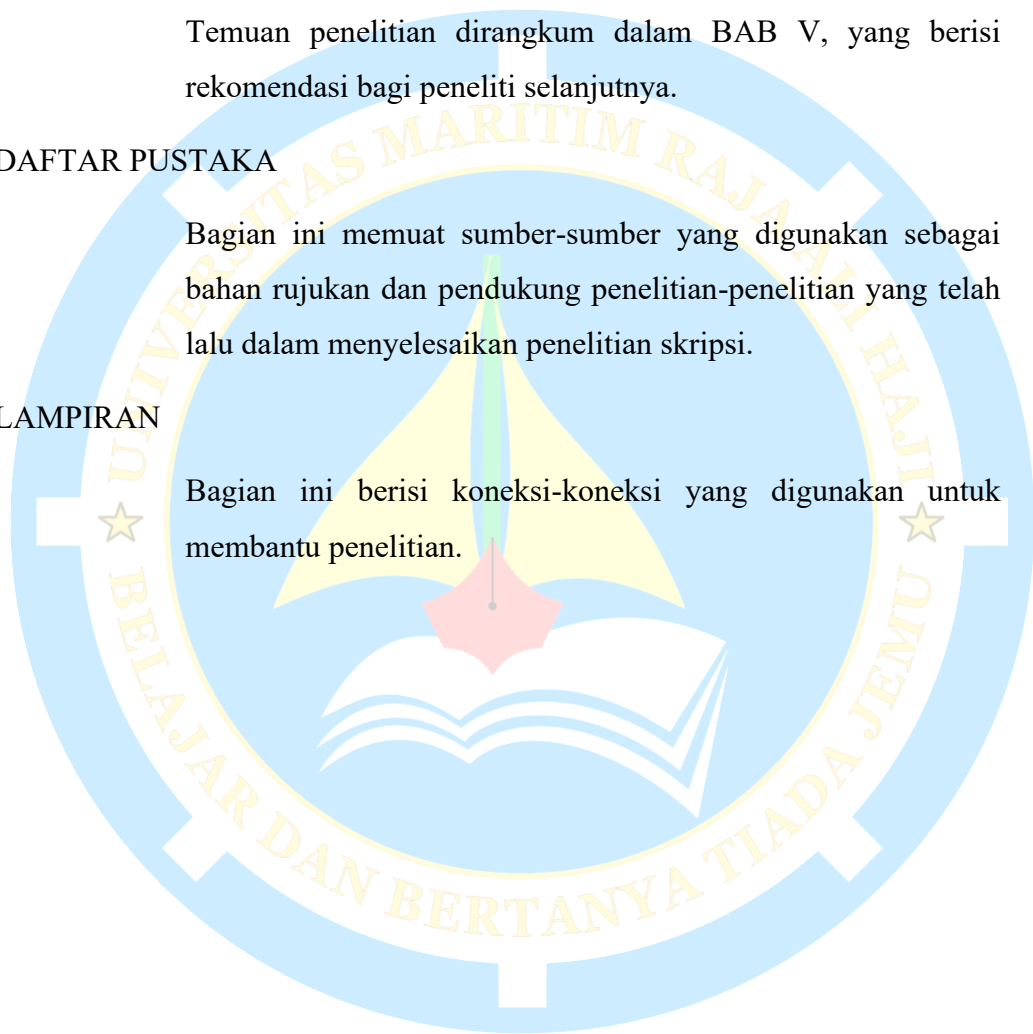 Temuan penelitian dirangkum dalam BAB V, yang berisi
rekomendasi bagi peneliti selanjutnya.
DAFTAR PUSTAKA
Bagian ini memuat sumber-sumber yang digunakan sebagai
bahan rujukan dan pendukung penelitian-penelitian yang telah
lalu dalam menyelesaikan penelitian skripsi.
LAMPIRAN
Bagian ini berisi koneksi-koneksi yang digunakan untuk
membantu penelitian.
UNIVERSITAS MARITIM RAJA ALI HAJI
BELAJAR DAN BERTANYA TIADA JEMU